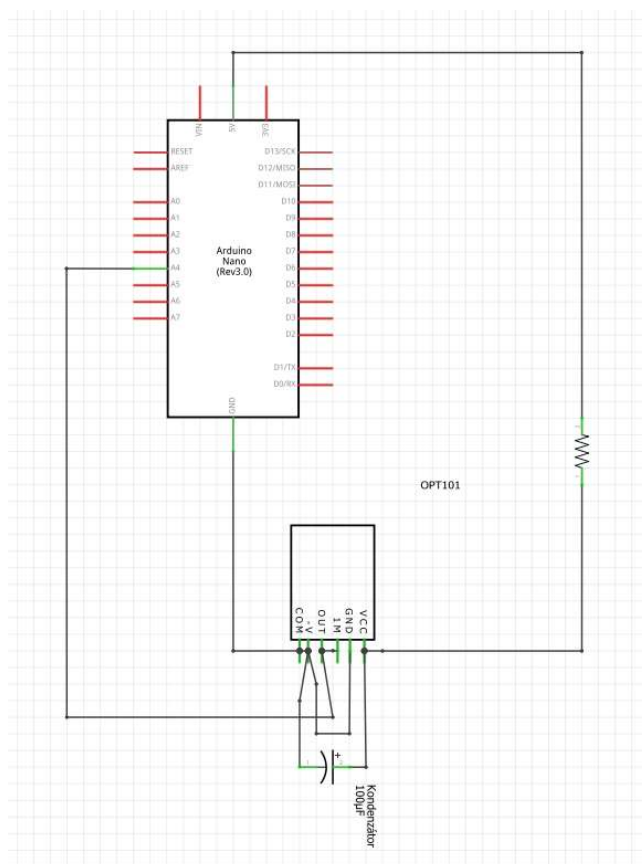 VIN
5V
3V3
RESET
AREF
A0
A1
A2
A3
A4
A5
A6
A7
Arduino
Nano
(Rev3.0)
D13/SCK
D12/MISO
D11/MOSI
D10
D9
D8
D7
D6
D5
D4
D3
D2
D1/TX
D0/RX
GND
OPT101
COM
-V
OUT
1M
GND
VCC
+
Kondenzátor
100µF